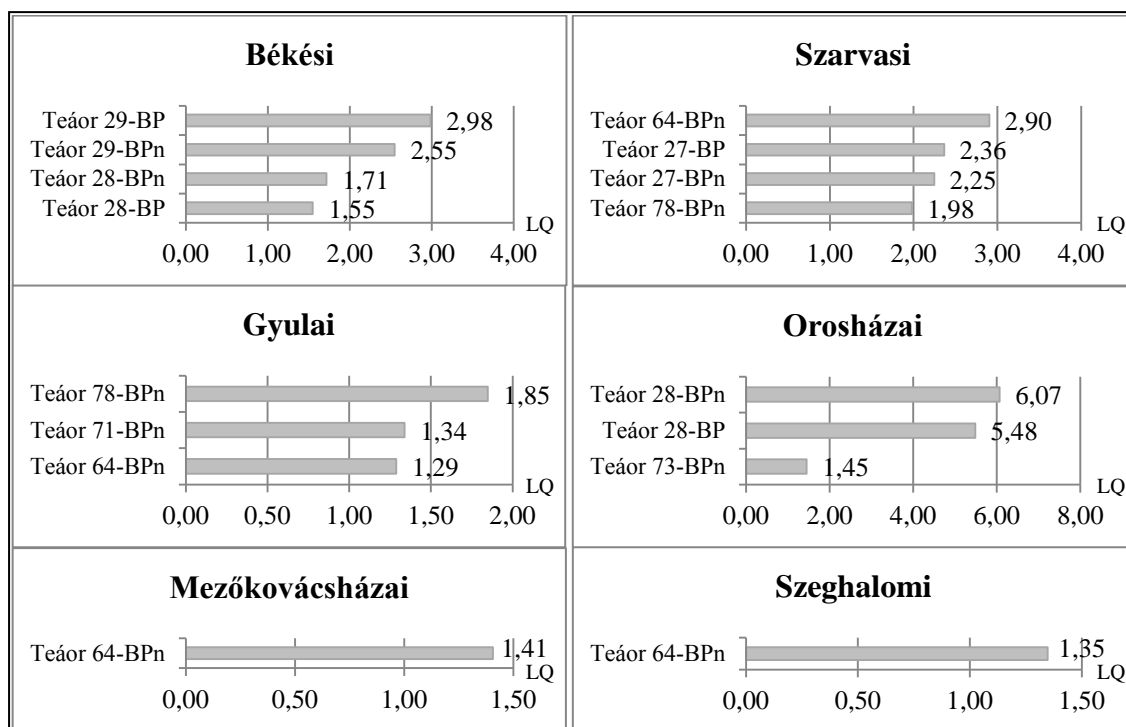 Békési
Teáor 29-BP 2,98
Teáor 29-BPn 2,55
Teáor 28-BPn 1,71
Teáor 28-BP 1,55
LQ
0,00 1,00 2,00 3,00 4,00
Szarvasi
Teáor 64-BPn 2,90
Teáor 27-BP 2,36
Teáor 27-BPn 2,25
Teáor 78-BPn 1,98
LQ
0,00 1,00 2,00 3,00 4,00
Gyulai
Teáor 78-BPn 1,85
Teáor 71-BPn 1,34
Teáor 64-BPn 1,29
LQ
0,00 0,50 1,00 1,50 2,00
Orosházai
Teáor 28-BPn 6,07
Teáor 28-BP 5,48
Teáor 73-BPn 1,45
LQ
0,00 2,00 4,00 6,00 8,00
Mezőkovácsházai
Teáor 64-BPn 1,41
LQ
0,00 0,50 1,00 1,50
Szeghalomi
Teáor 64-BPn 1,35
LQ
0,00 0,50 1,00 1,50